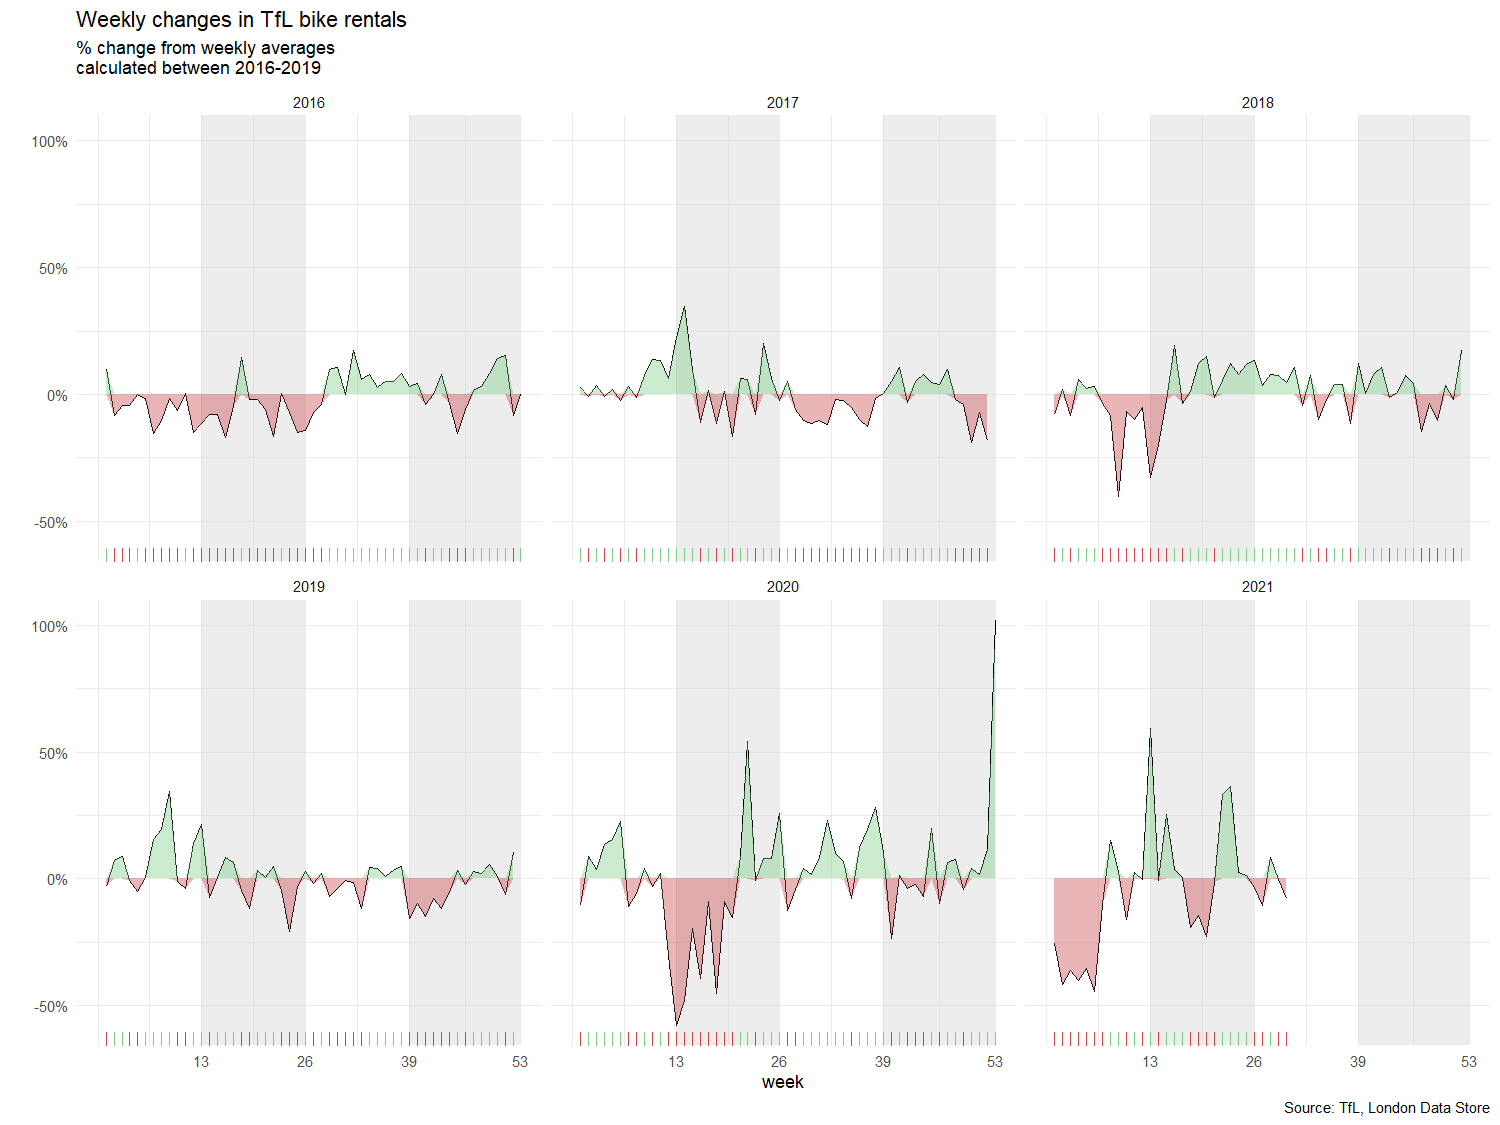 Weekly changes in TfL bike rentals
% change from weekly averages
calculated between 2016-2019
2016 2017 2018
100%
50%
0%
-50%
2019 2020 2021
100%
50%
0%
-50%
13 26 39 53 13 26 39 53 13 26 39 53
week
Source: TfL, London Data Store